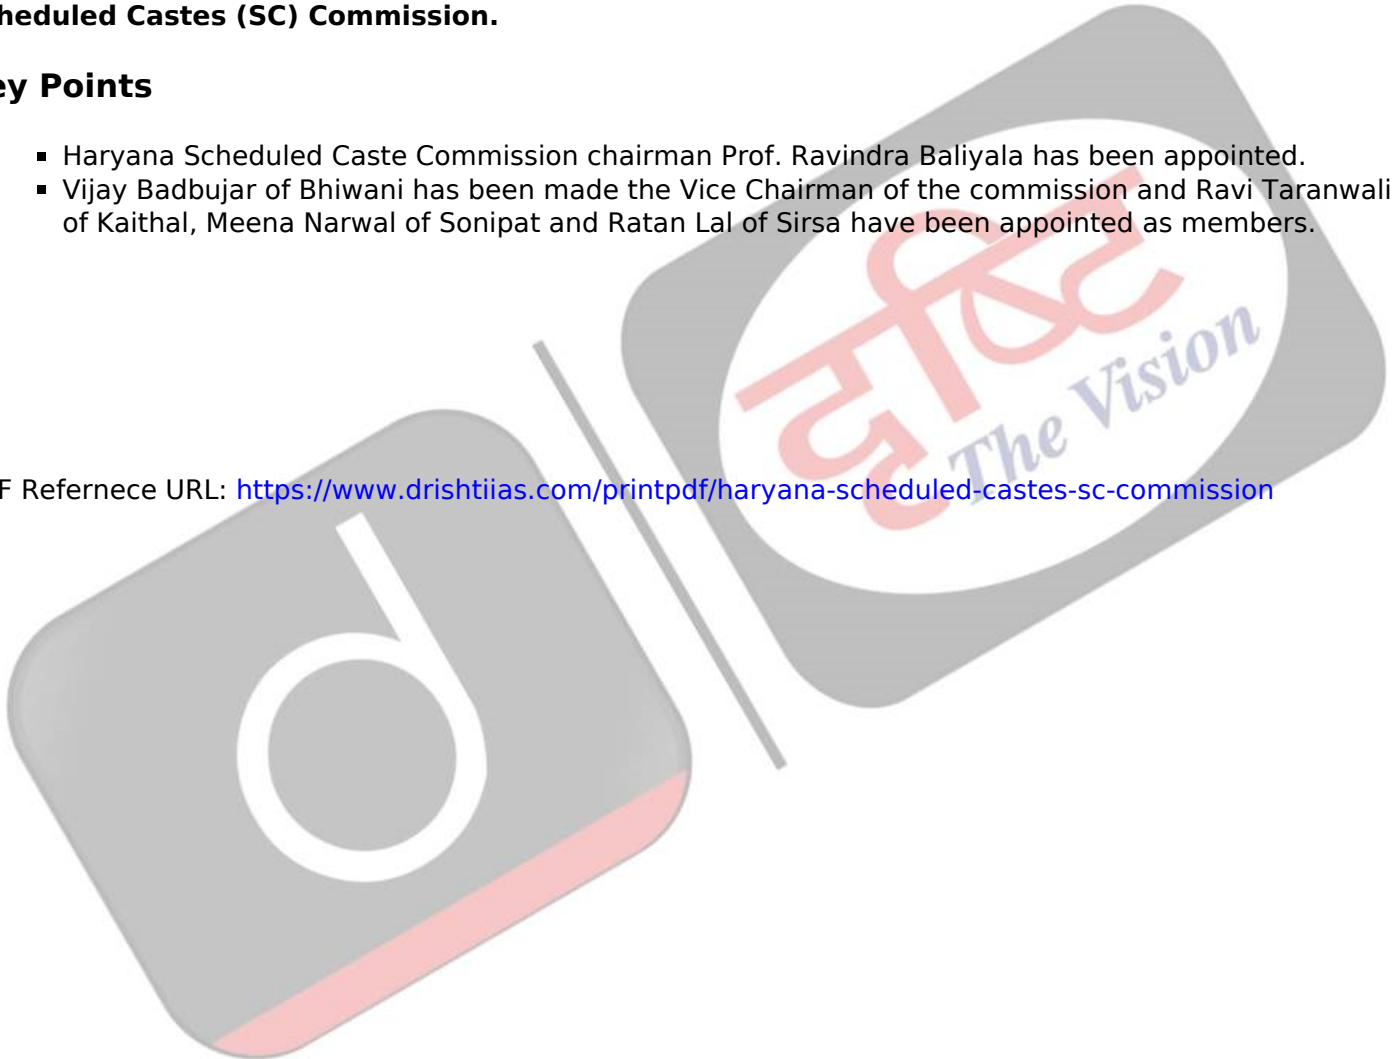 heduled Castes (SC) Commission.
ey Points
▪ Haryana Scheduled Caste Commission chairman Prof. Ravindra Baliyala has been appointed.
▪ Vijay Badbujar of Bhiwani has been made the Vice Chairman of the commission and Ravi Taranwali
of Kaithal, Meena Narwal of Sonipat and Ratan Lal of Sirsa have been appointed as members.
दृष्टि
The Vision
F Refernece URL: https://www.drishtiias.com/printpdf/haryana-scheduled-castes-sc-commission
d